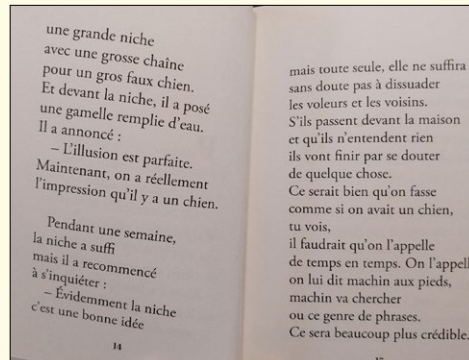 une grande niche
avec une grosse chaîne
pour un gros faux chien.
Et devant la niche, il a posé
une gamelle remplie d'eau.
Il a annoncé :
– L'illusion est parfaite.
Maintenant, on a réellement
l'impression qu'il y a un chien.
Pendant une semaine,
la niche a suffi
mais il a recommencé
à s'inquiéter :
– Évidemment la niche
c'est une bonne idée
14
mais toute seule, elle ne suffira
sans doute pas à dissuader
les voleurs et les voisins.
S'ils passent devant la maison
et qu'ils n'entendent rien
ils vont finir par se douter
de quelque chose.
Ce serait bien qu'on fasse
comme si on avait un chien,
tu vois,
il faudrait qu'on l'appelle
de temps en temps. On l'appell
on lui dit machin aux pieds,
machin va chercher
ou ce genre de phrases.
Ce sera beaucoup plus crédible.